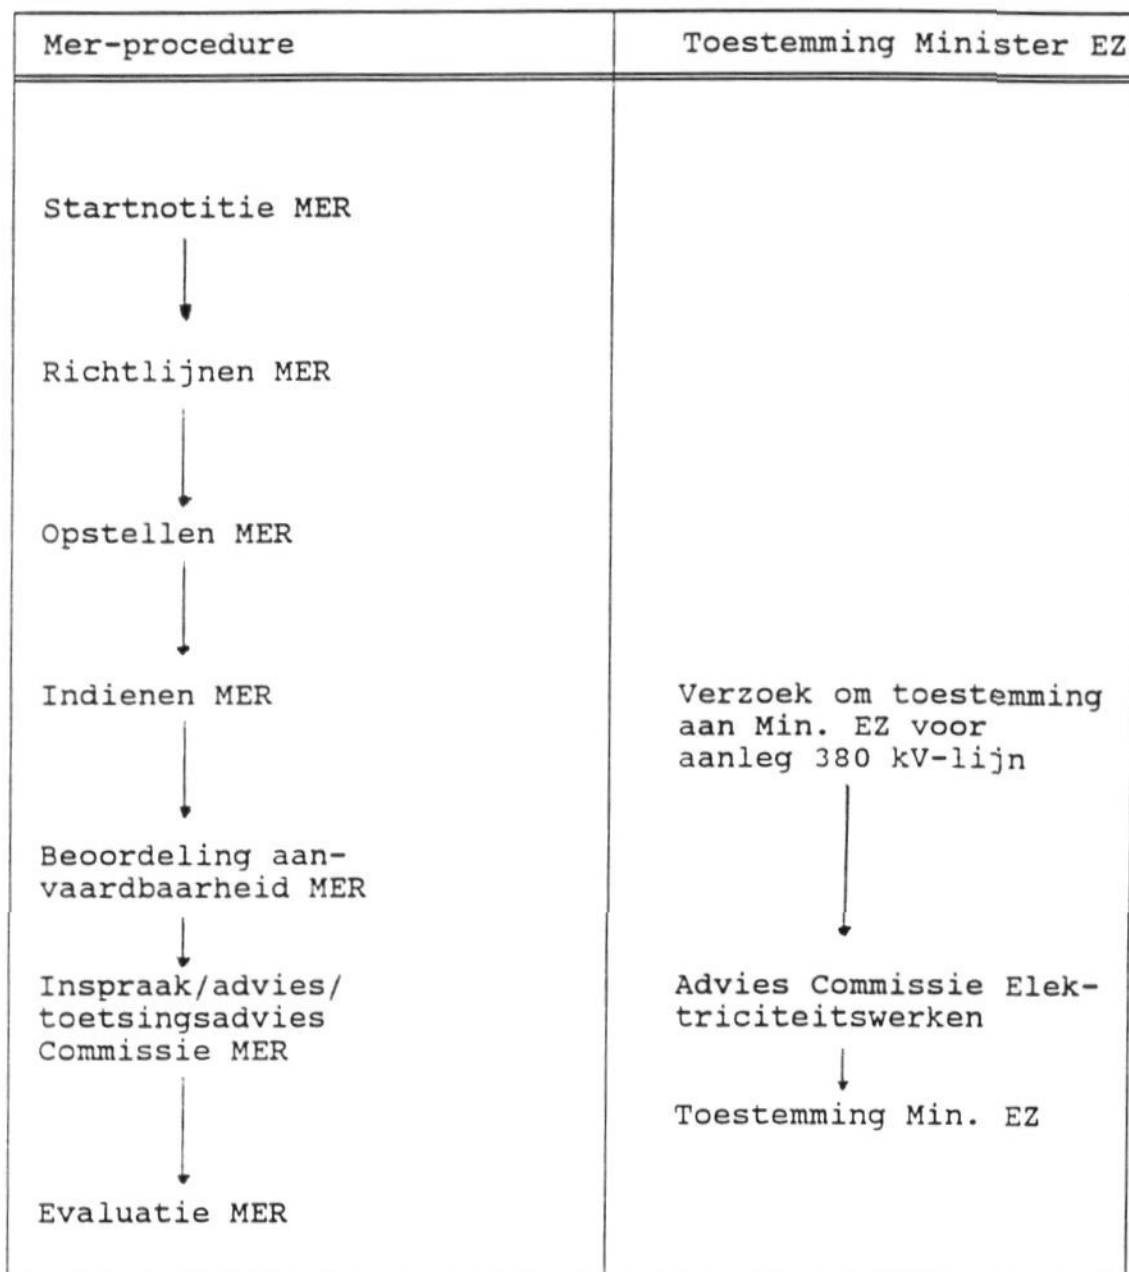 Mer-procedure
Toestemming Minister EZ
Startnotitie MER
Richtlijnen MER
Opstellen MER
Indienen MER
Beoordeling aan-
vaardbaarheid MER
Inspraak/advies/
toetsingsadvies
Commissie MER
Evaluatie MER
Verzoek om toestemming
aan Min. EZ voor
aanleg 380 kV-lijn
Advies Commissie Elek-
triciteitswerken
Toestemming Min. EZ